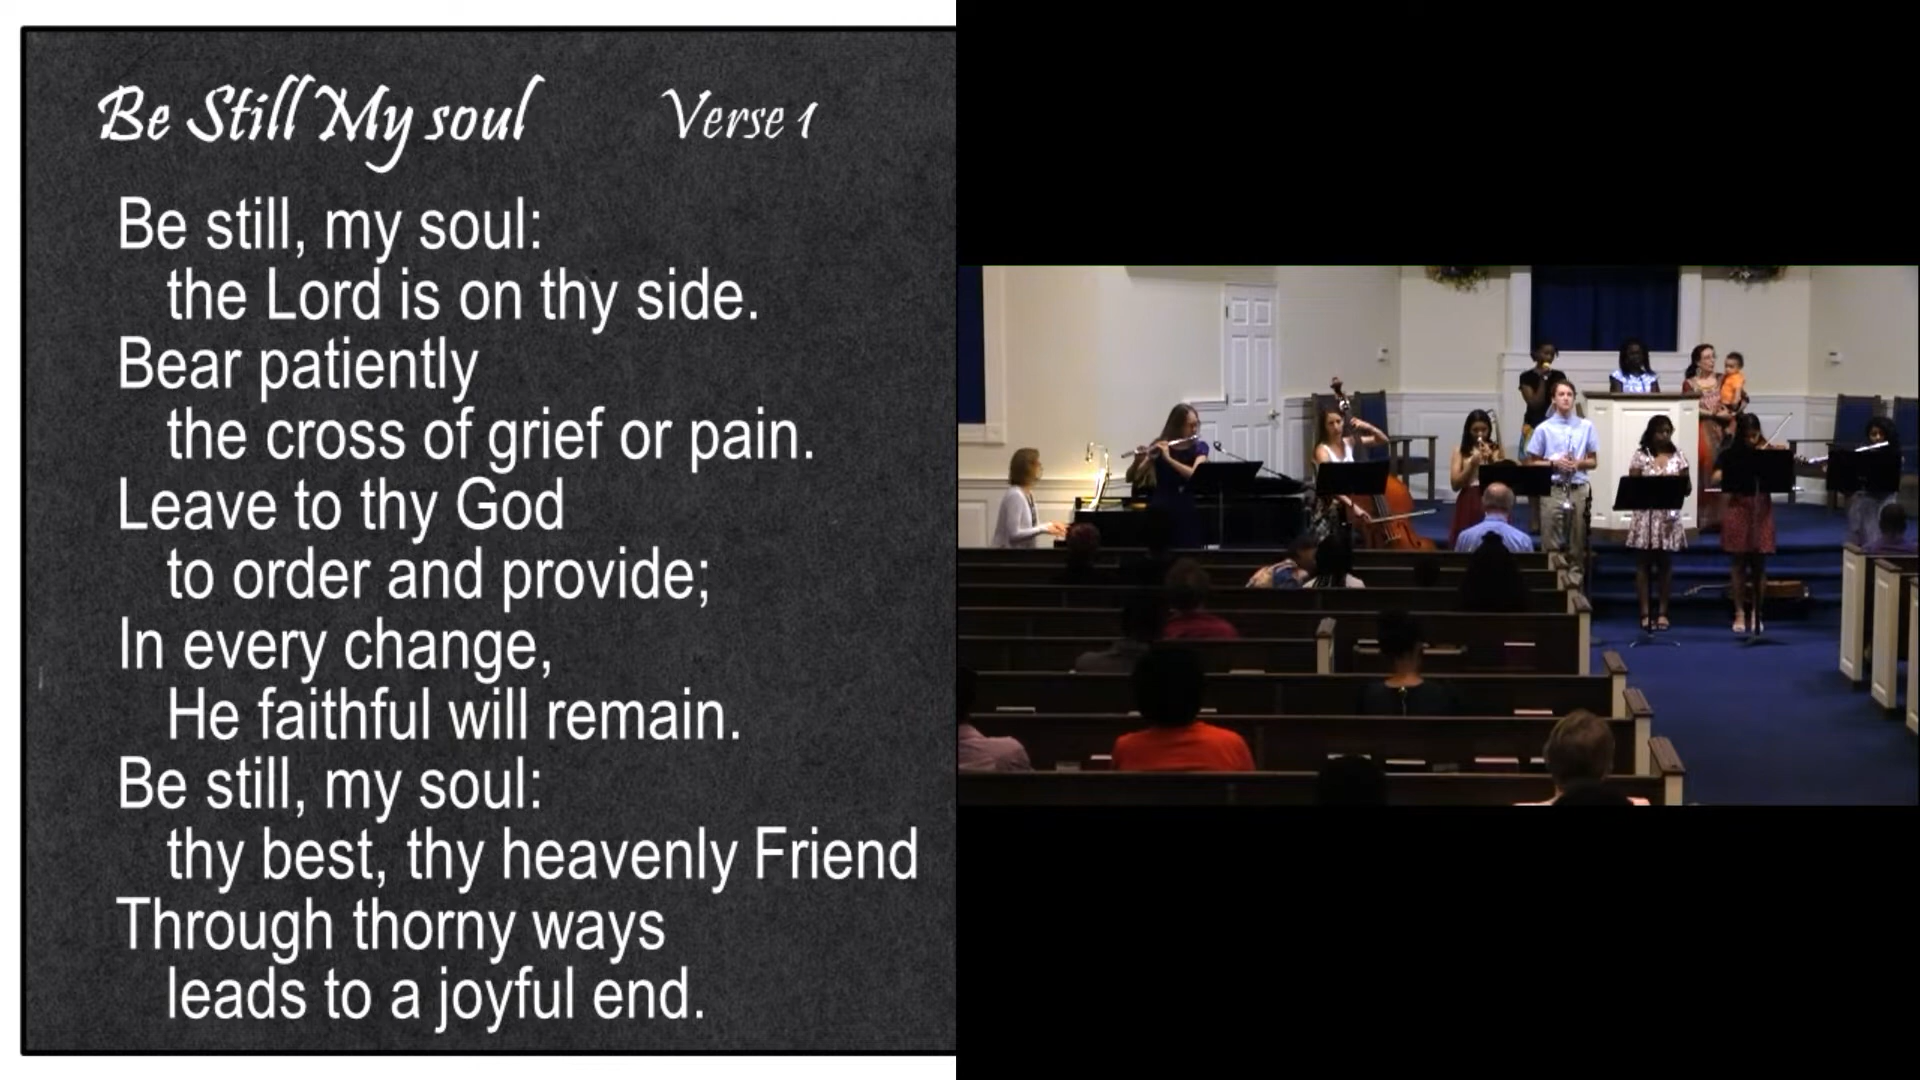 Be Still My soul Verse 1
Be still, my soul:
the Lord is on thy side.
Bear patiently
the cross of grief or pain.
Leave to thy God
to order and provide;
In every change,
He faithful will remain.
Be still, my soul:
thy best, thy heavenly Friend
Through thorny ways
leads to a joyful end.